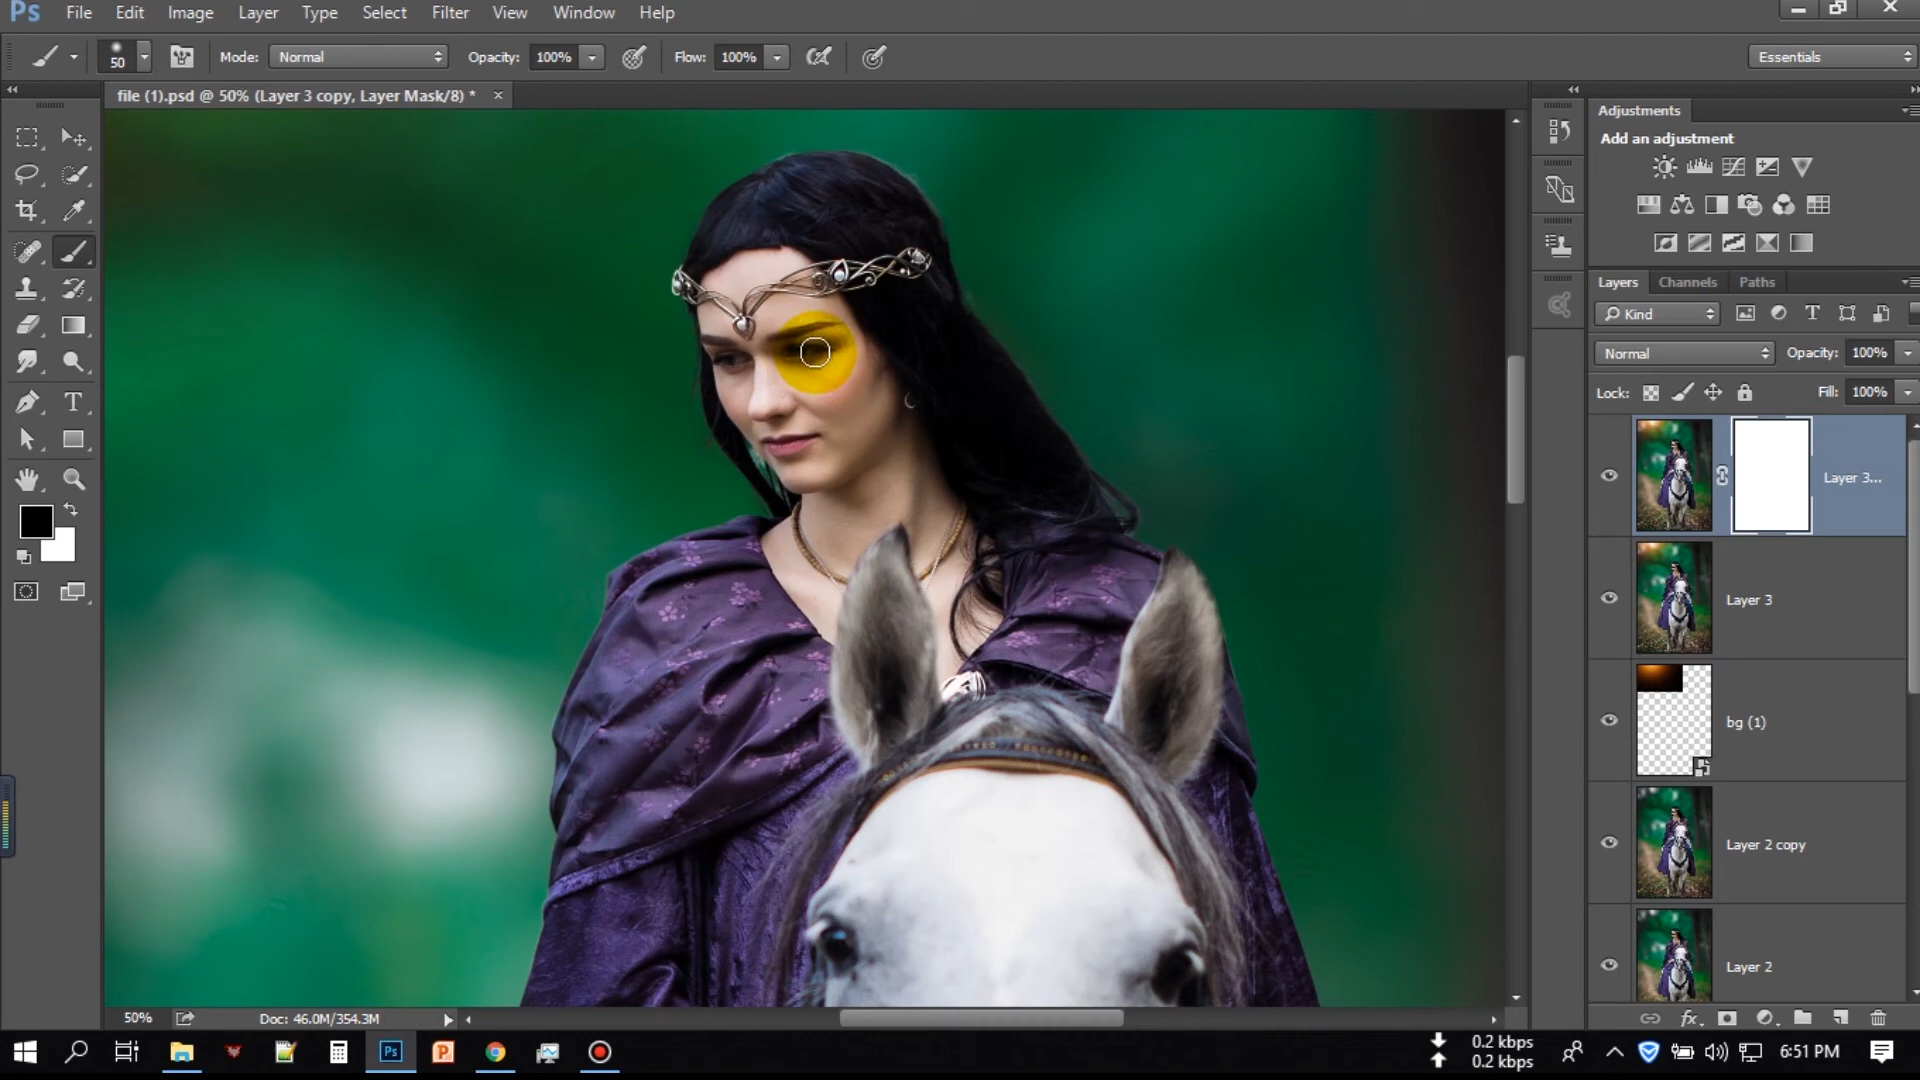 Ps File Edit Image Layer Type Select Filter View Window Help
50 Mode: Normal Opacity: 100% Flow: 100% Essentials
file (1).psd @ 50% (Layer 3 copy, Layer Mask/8) *
Adjustments
Add an adjustment
Layers Channels Paths
Kind
Normal Opacity: 100%
Lock: Fill: 100%
Layer 3...
Layer 3
bg (1)
Layer 2 copy
Layer 2
T
T
fx
50% Doc: 46.0M/354.3M
Ps
P
0.2 kbps
0.2 kbps
6:51 PM